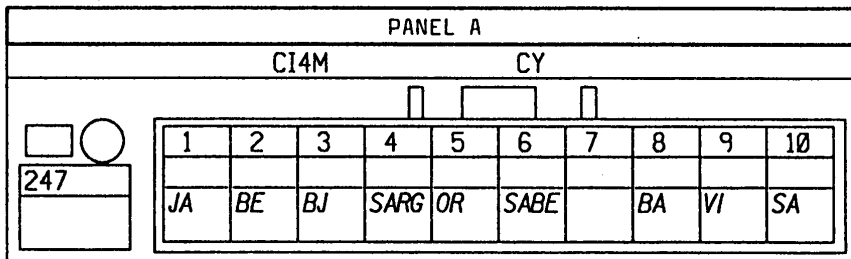 PANEL A
CI4M CY
1 2 3 4 5 6 7 8 9 10
247
JA BE BJ SARG OR SABE BA VI SA